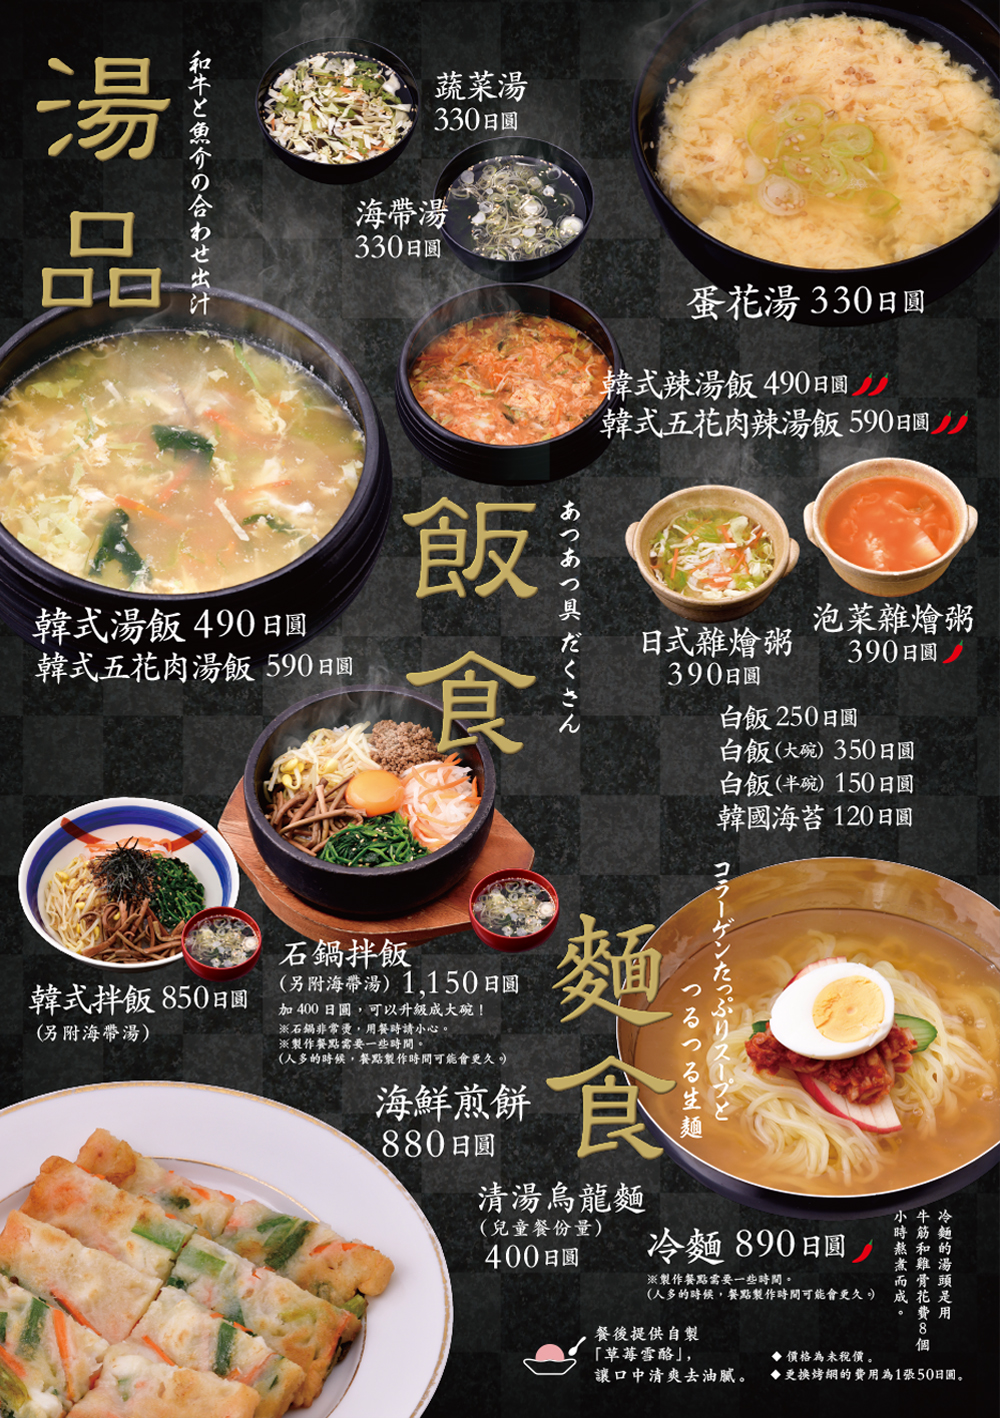 湯品
和牛と魚介の合わせ出汁
蔬菜湯
330日圓
海帶湯
330日圓
蛋花湯 330日圓
韓式辣湯飯 490日圓
韓式五花肉辣湯飯 590日圓
韓式湯飯 490日圓
韓式五花肉湯飯 590日圓
飯食
あつあつ具だくさん
日式雜燴粥
390日圓
泡菜雜燴粥
390日圓
白飯 250日圓
白飯(大碗) 350日圓
白飯(半碗) 150日圓
韓國海苔 120日圓
韓式拌飯 850日圓
(另附海帶湯)
石鍋拌飯
(另附海帶湯) 1,150日圓
加 400 日圓，可以升級成大碗！
※石鍋非常燙，用餐時請小心。
※製作餐點需要一些時間。
(人多的時候，餐點製作時間可能會更久。)
麵食
コラーゲンたっぷりスープと
つるつる生麵
海鮮煎餅
880日圓
清湯烏龍麵
(兒童餐份量)
400日圓
冷麵 890日圓
※製作餐點需要一些時間。
(人多的時候，餐點製作時間可能會更久。)
冷麵的湯頭是用
牛筋和雞骨花費8個
小時熬煮而成。
餐後提供自製
「草莓雪酪」，
讓口中清爽去油膩。
◆ 價格為未稅價。
◆ 更換烤網的費用為1張50日圓。